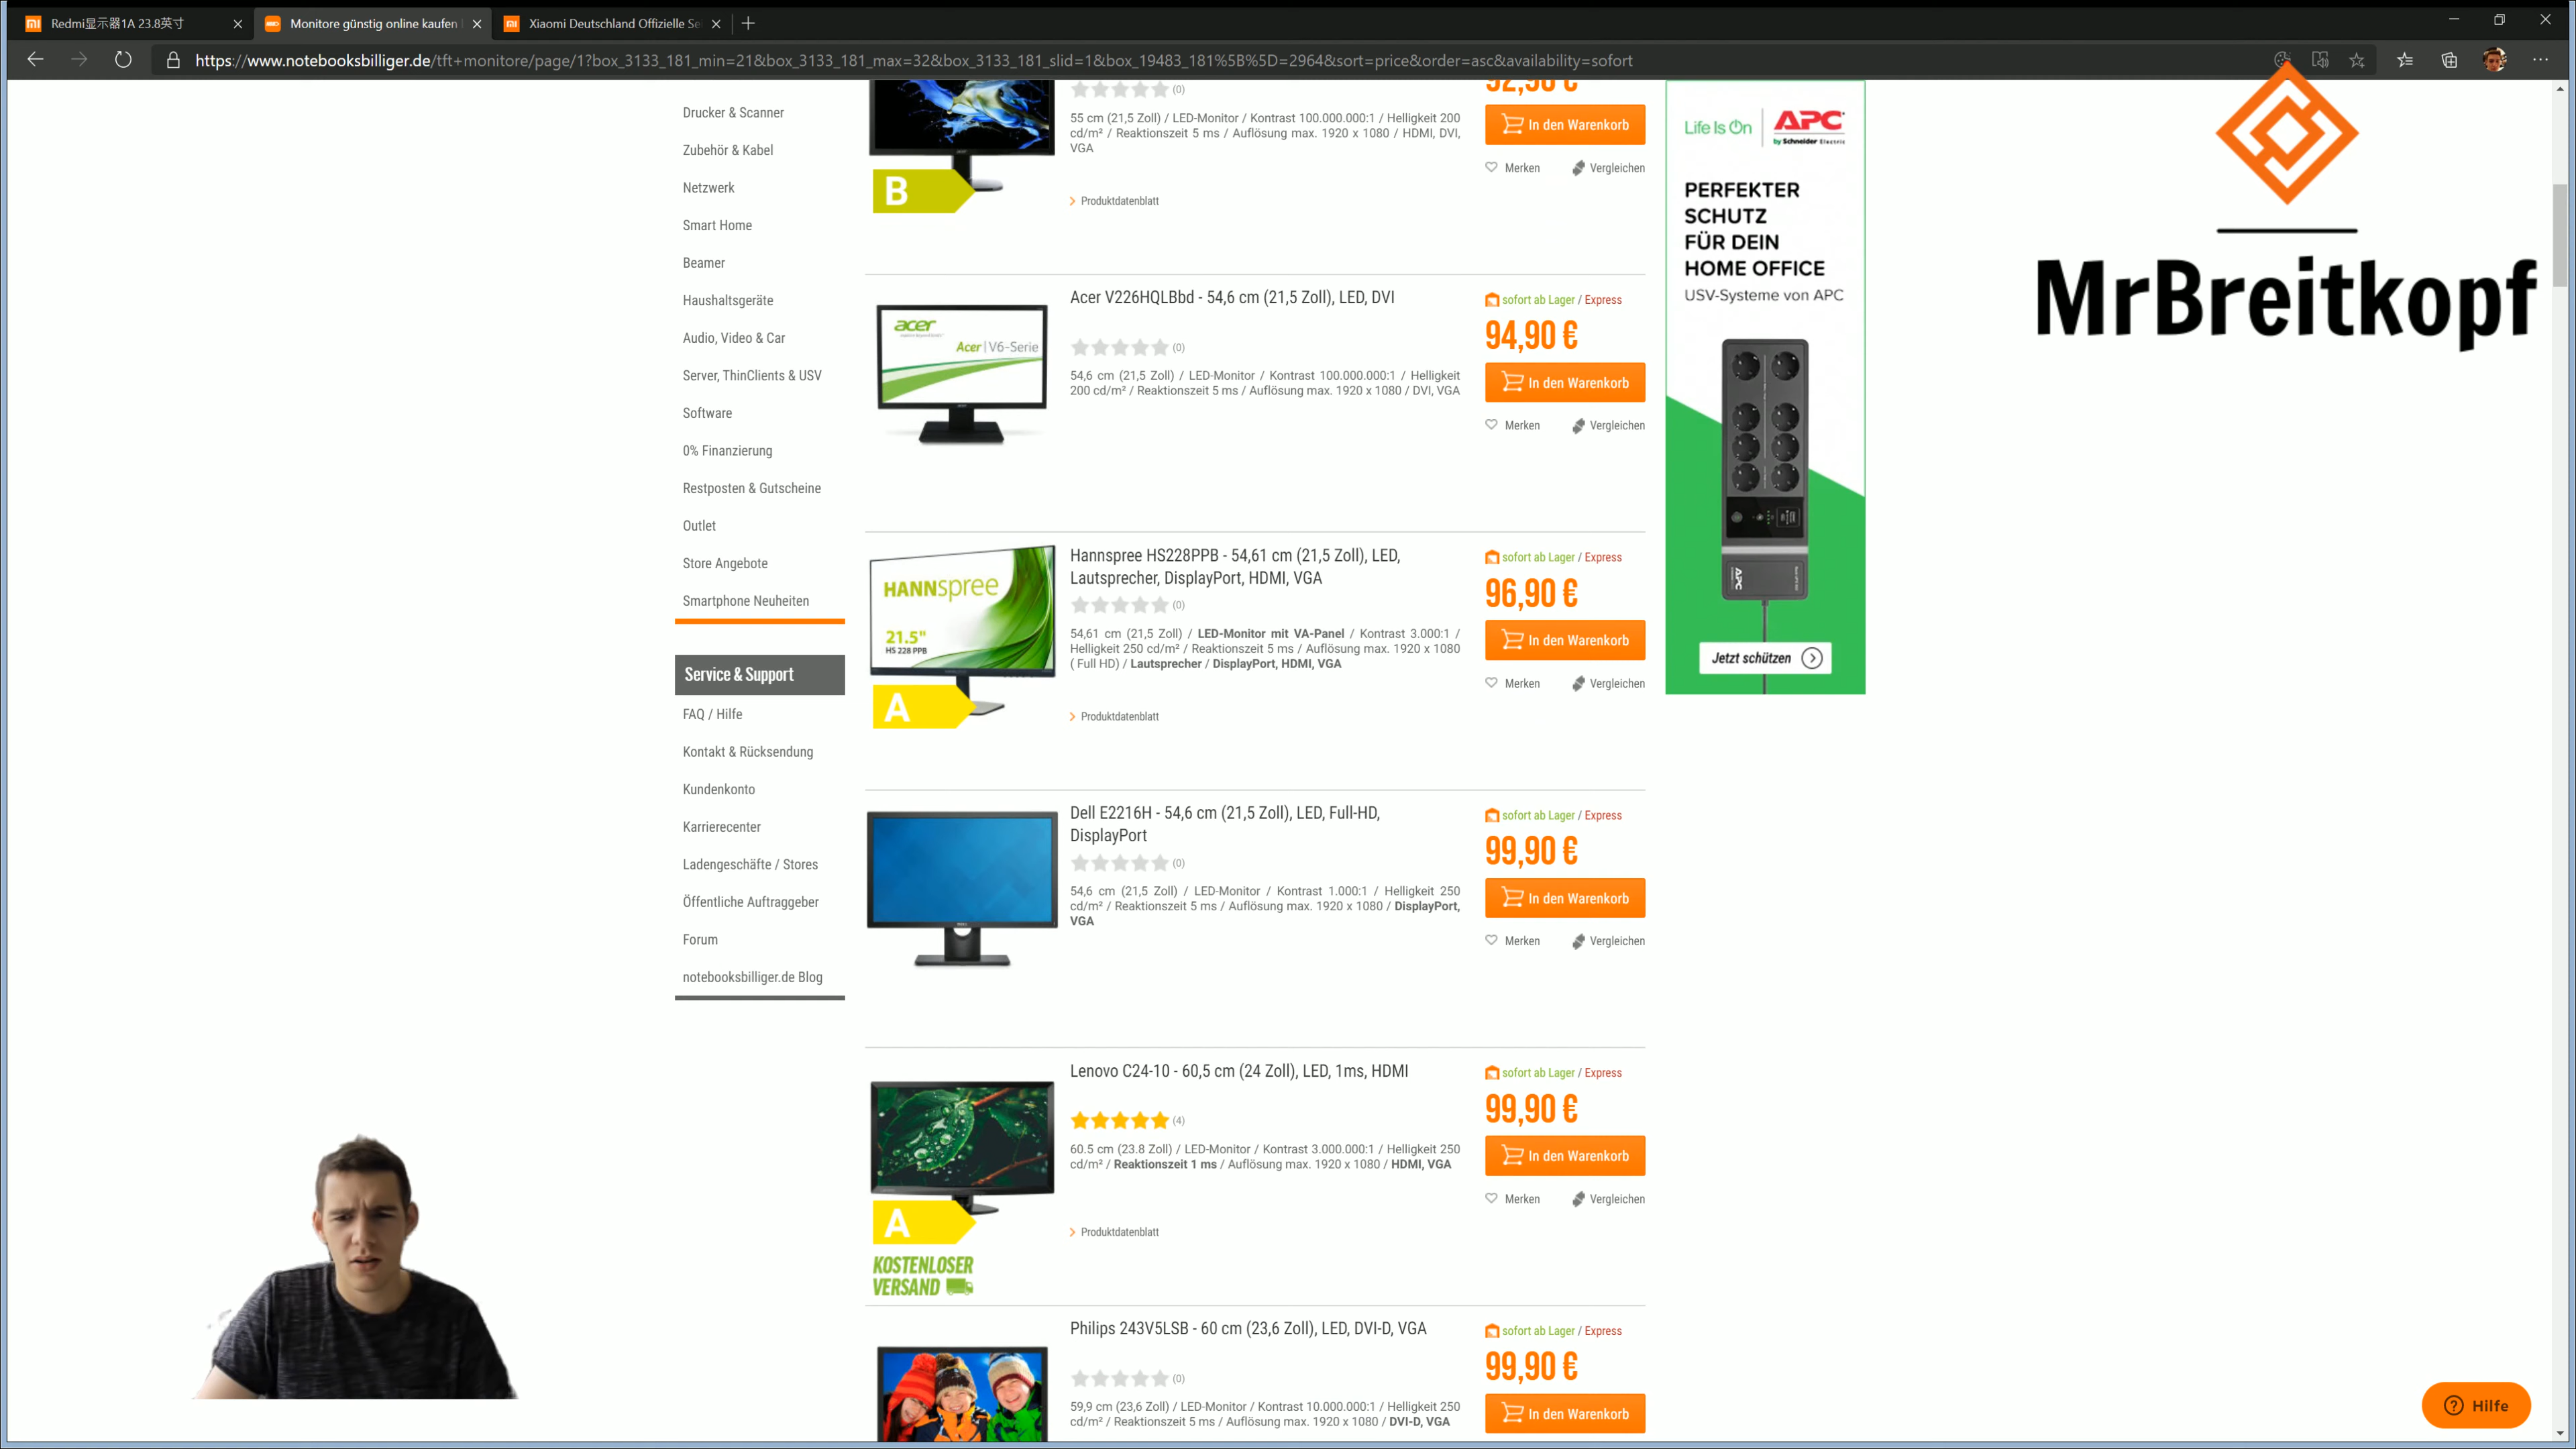 Redmi显示器1A 23.8英寸
Monitore günstig online kaufen
Xiaomi Deutschland Offizielle Se
https://www.notebooksbilliger.de/tft+monitore/page/1?box_3133_181_min=21&box_3133_181_max=32&box_3133_181_slid=1&box_19483_181%5B%5D=2964&sort=price&order=asc&availability=sofort
Drucker & Scanner
Zubehör & Kabel
Netzwerk
Smart Home
Beamer
Haushaltsgeräte
Audio, Video & Car
Server, ThinClients & USV
Software
0% Finanzierung
Restposten & Gutscheine
Outlet
Store Angebote
Smartphone Neuheiten
Service & Support
FAQ / Hilfe
Kontakt & Rücksendung
Kundenkonto
Karrierecenter
Ladengeschäfte / Stores
Öffentliche Auftraggeber
Forum
notebooksbilliger.de Blog
(0)
55 cm (21,5 Zoll) / LED-Monitor / Kontrast 100.000.000:1 / Helligkeit 200
cd/m² / Reaktionszeit 5 ms / Auflösung max. 1920 x 1080 / HDMI, DVI,
VGA
B
Produktdatenblatt
92,90 €
In den Warenkorb
Merken
Vergleichen
acer
Acer | V6-Serie
Acer V226HQLBbd - 54,6 cm (21,5 Zoll), LED, DVI
(0)
54,6 cm (21,5 Zoll) / LED-Monitor / Kontrast 100.000.000:1 / Helligkeit
200 cd/m² / Reaktionszeit 5 ms / Auflösung max. 1920 x 1080 / DVI, VGA
sofort ab Lager / Express
94,90 €
In den Warenkorb
Merken
Vergleichen
HANNspree
21.5"
HS 228 PPB
A
Hannspree HS228PPB - 54,61 cm (21,5 Zoll), LED,
Lautsprecher, DisplayPort, HDMI, VGA
(0)
54,61 cm (21,5 Zoll) / LED-Monitor mit VA-Panel / Kontrast 3.000:1 /
Helligkeit 250 cd/m² / Reaktionszeit 5 ms / Auflösung max. 1920 x 1080
( Full HD) / Lautsprecher / DisplayPort, HDMI, VGA
Produktdatenblatt
sofort ab Lager / Express
96,90 €
In den Warenkorb
Merken
Vergleichen
Dell E2216H - 54,6 cm (21,5 Zoll), LED, Full-HD,
DisplayPort
(0)
54,6 cm (21,5 Zoll) / LED-Monitor / Kontrast 1.000:1 / Helligkeit 250
cd/m² / Reaktionszeit 5 ms / Auflösung max. 1920 x 1080 / DisplayPort,
VGA
sofort ab Lager / Express
99,90 €
In den Warenkorb
Merken
Vergleichen
A
KOSTENLOSER
VERSAND
Lenovo C24-10 - 60,5 cm (24 Zoll), LED, 1ms, HDMI
(4)
60.5 cm (23.8 Zoll) / LED-Monitor / Kontrast 3.000.000:1 / Helligkeit 250
cd/m² / Reaktionszeit 1 ms / Auflösung max. 1920 x 1080 / HDMI, VGA
Produktdatenblatt
sofort ab Lager / Express
99,90 €
In den Warenkorb
Merken
Vergleichen
Philips 243V5LSB - 60 cm (23,6 Zoll), LED, DVI-D, VGA
(0)
59,9 cm (23,6 Zoll) / LED-Monitor / Kontrast 10.000.000:1 / Helligkeit 250
cd/m² / Reaktionszeit 5 ms / Auflösung max. 1920 x 1080 / DVI-D, VGA
sofort ab Lager / Express
99,90 €
In den Warenkorb
Life Is On
APC
by Schneider Electric
PERFEKTER
SCHUTZ
FÜR DEIN
HOME OFFICE
USV-Systeme von APC
APC
Jetzt schützen
MrBreitkopf
Hilfe